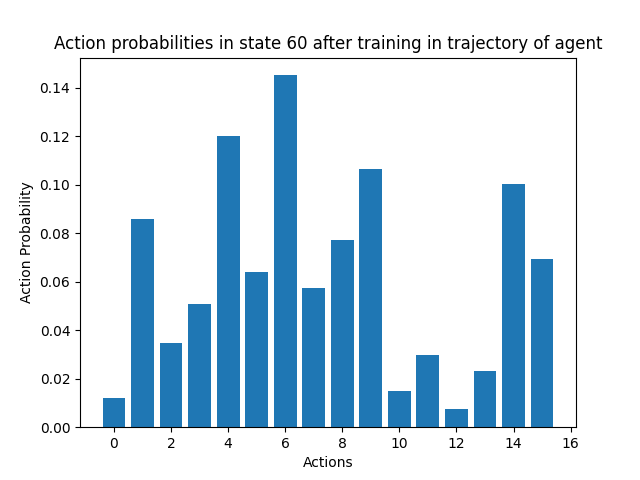 Action probabilities in state 60 after training in trajectory of agent
0.14
0.12
0.10
0.08
0.06
0.04
0.02
0.00
Action Probability
0 2 4 6 8 10 12 14 16
Actions